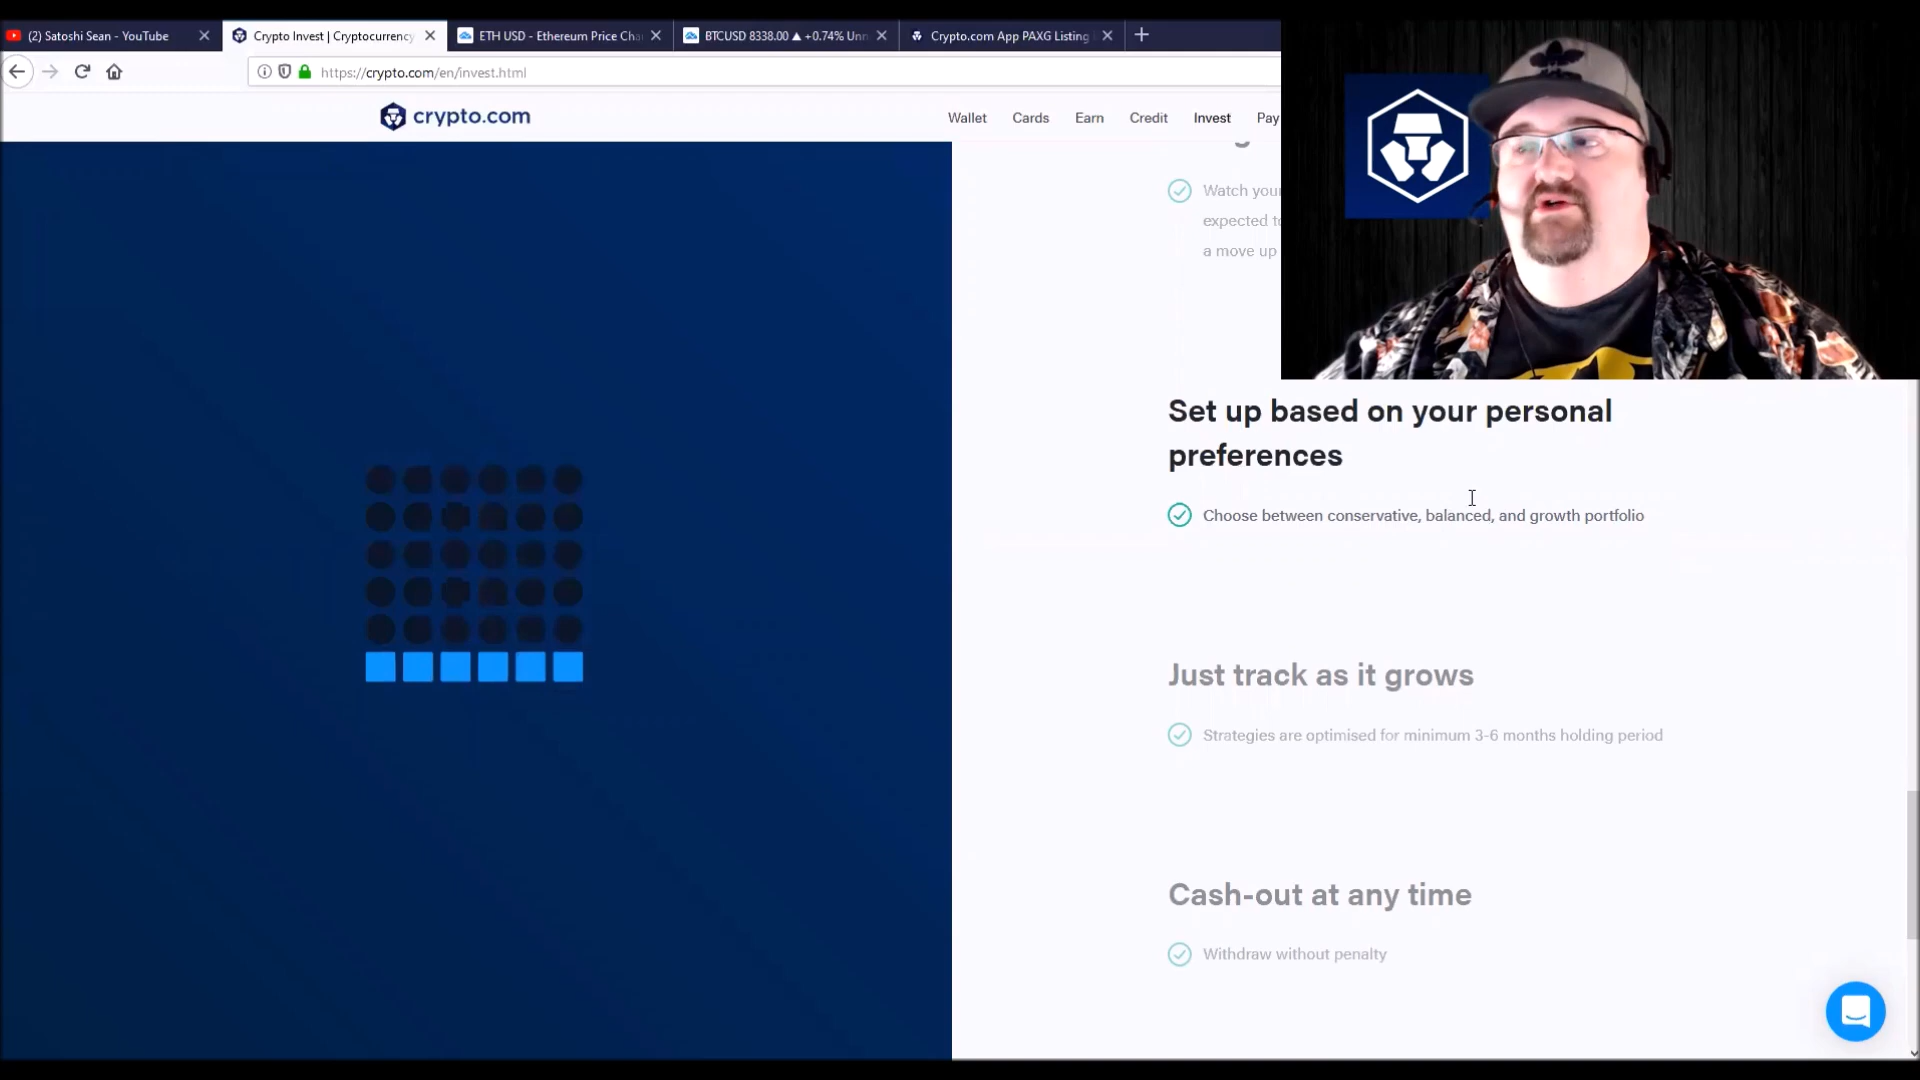 (2) Satoshi Sean - YouTube
Crypto Invest | Cryptocurrency
ETH USD - Ethereum Price Cha
BTCUSD 8338.00 ▲ +0.74% Unn
Crypto.com App PAXG Listing
https://crypto.com/en/invest.html
crypto.com
Wallet Cards Earn Credit Invest Pay
Watch your
expected to
a move up
Set up based on your personal
preferences
Choose between conservative, balanced, and growth portfolio
Just track as it grows
Strategies are optimised for minimum 3-6 months holding period
Cash-out at any time
Withdraw without penalty